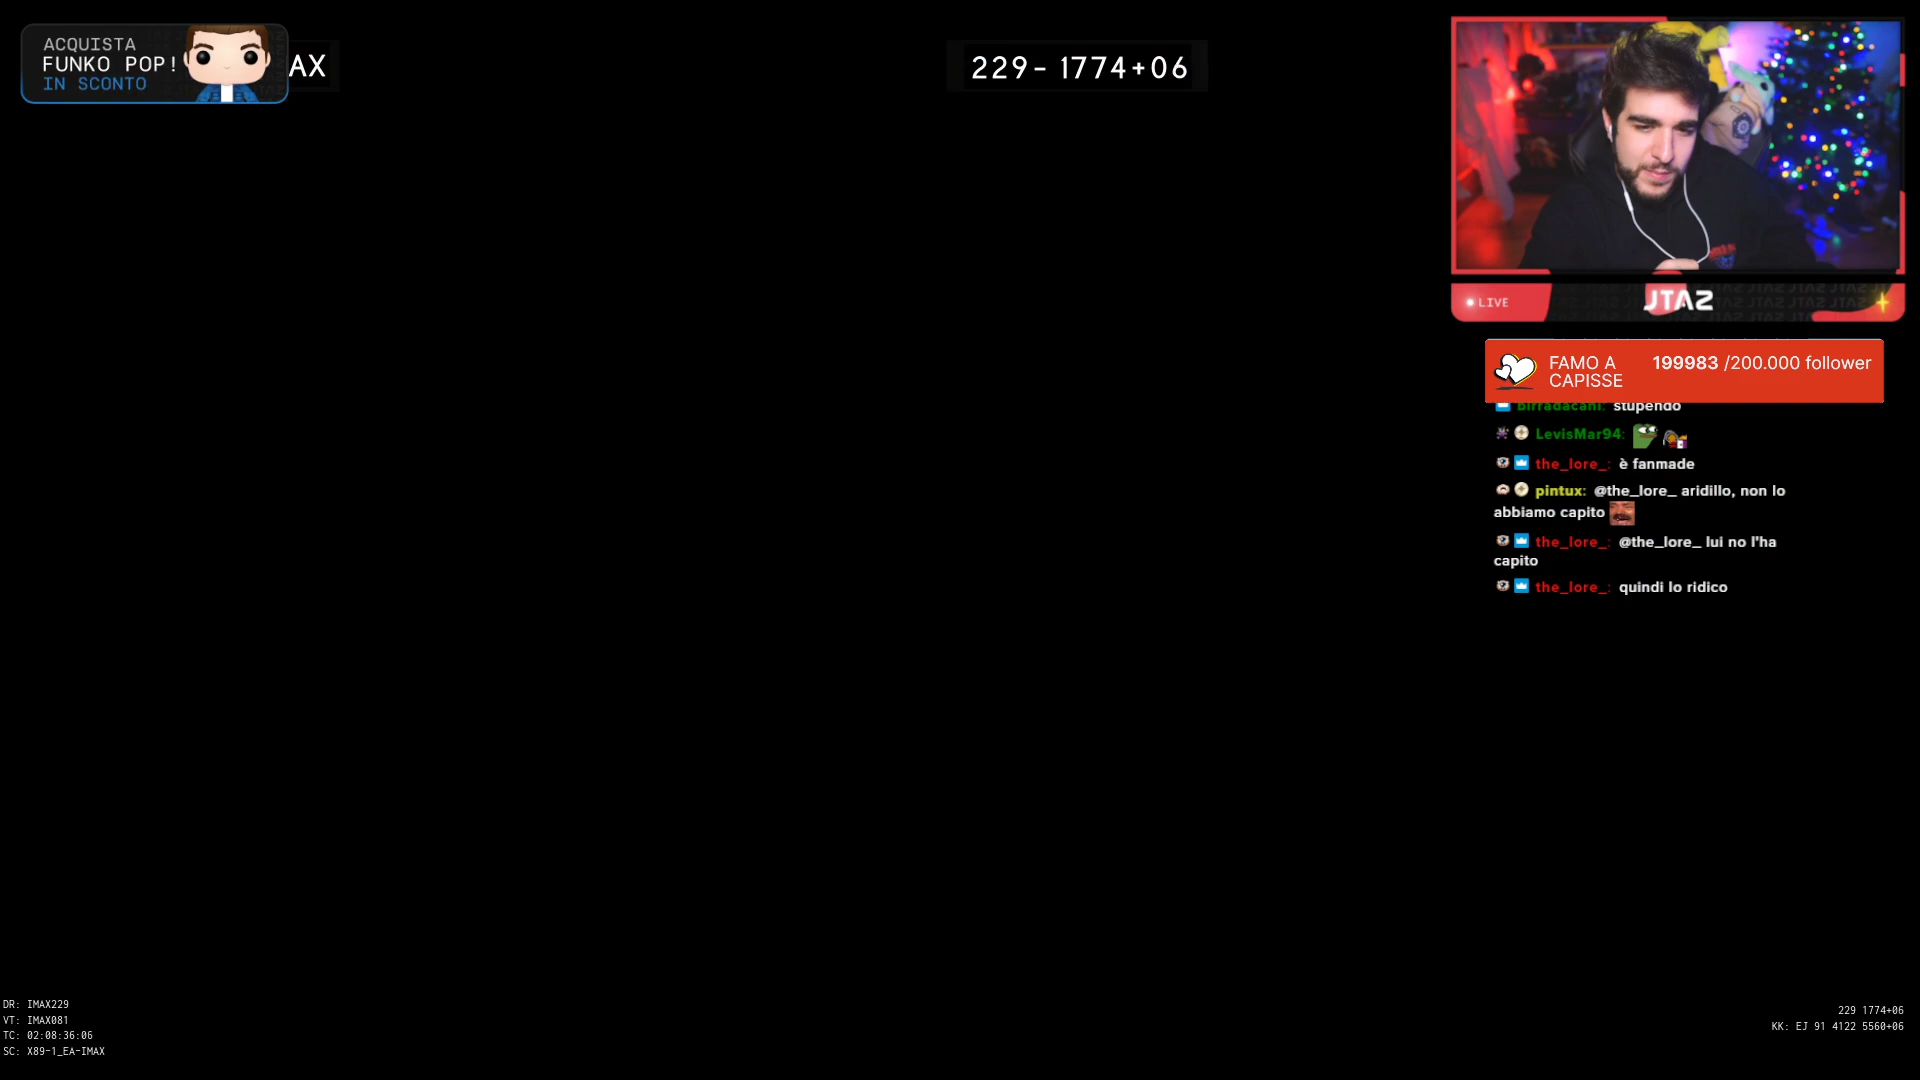 ACQUISTA
FUNKO POP!
IN SCONTO
AX
229-1774+06
LIVE
JTAZ
FAMO A
CAPISSE
199983 /200.000 follower
birradacani: stupendo
LevisMar94:
the_lore_: è fanmade
pintux: @the_lore_ aridillo, non lo
abbiamo capito
the_lore_: @the_lore_ lui no l'ha
capito
the_lore_: quindi lo ridico
DR: IMAX229
VT: IMAX081
TC: 02:08:36:06
SC: X89-1_EA-IMAX
229 1774+06
KK: EJ 91 4122 5560+06